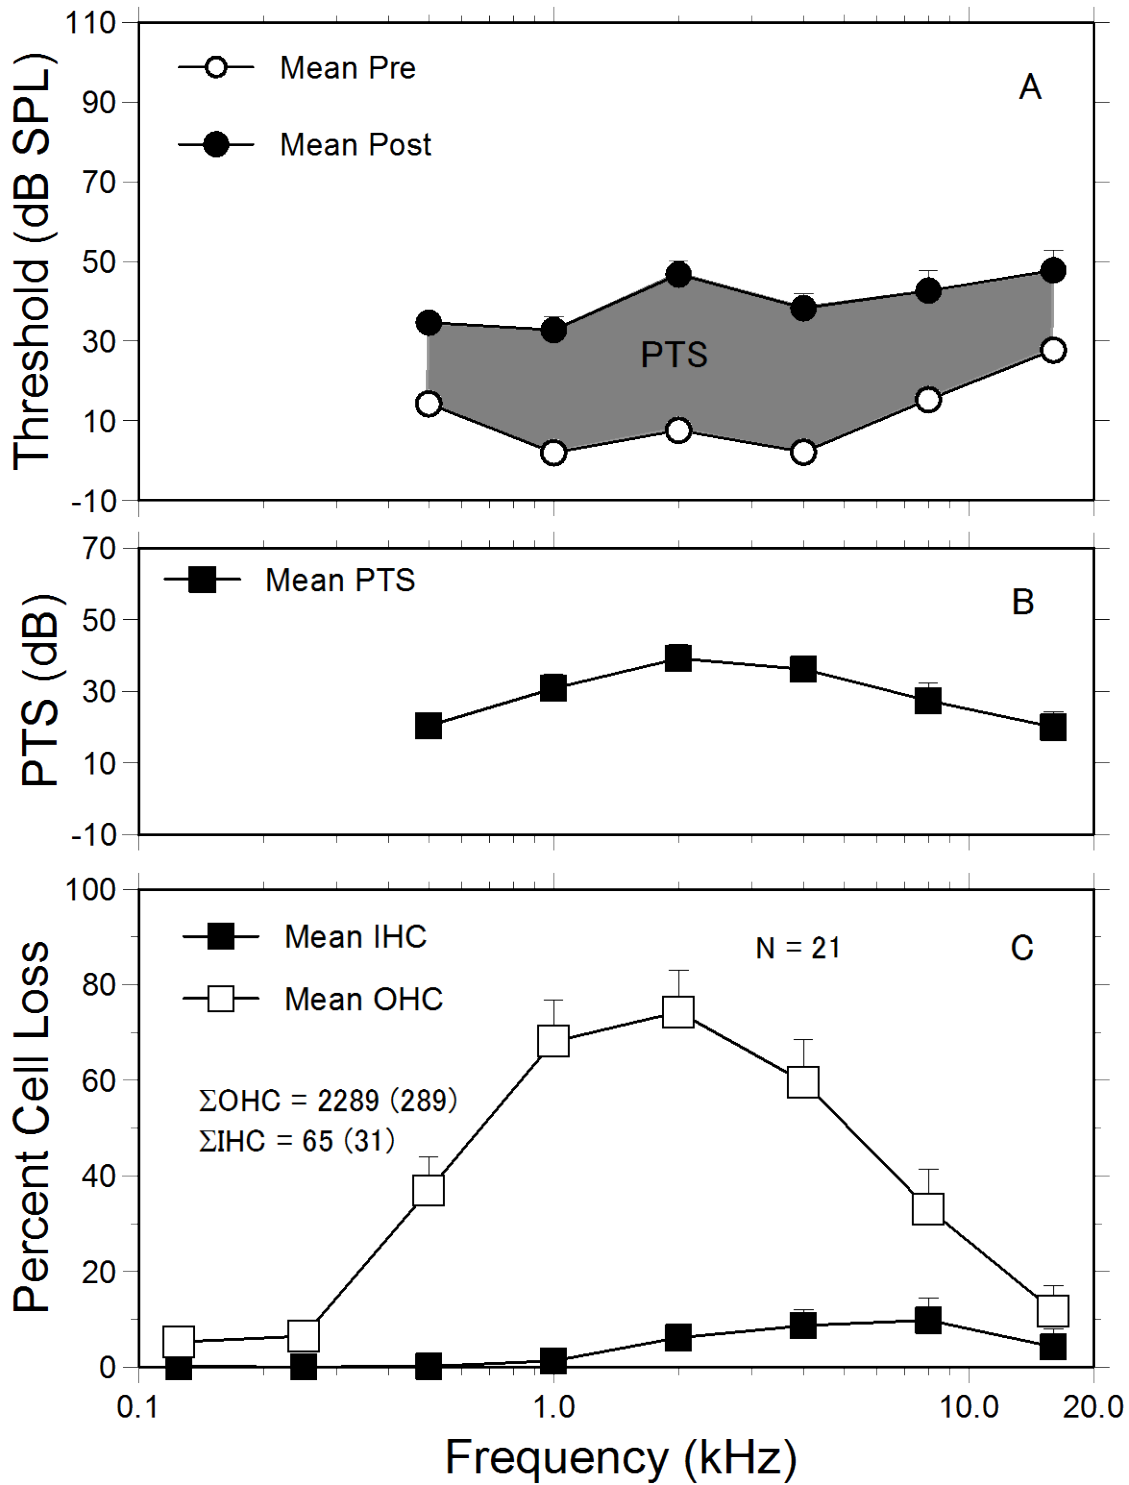 Threshold (dB SPL)
110
90
70
50
30
10
-10
Mean Pre
Mean Post
A
PTS
PTS (dB)
70
50
30
10
-10
Mean PTS
B
Percent Cell Loss
100
80
60
40
20
0
Mean IHC
Mean OHC
N = 21
C
ΣOHC = 2289 (289)
ΣIHC = 65 (31)
0.1
1.0
10.0
20.0
Frequency (kHz)